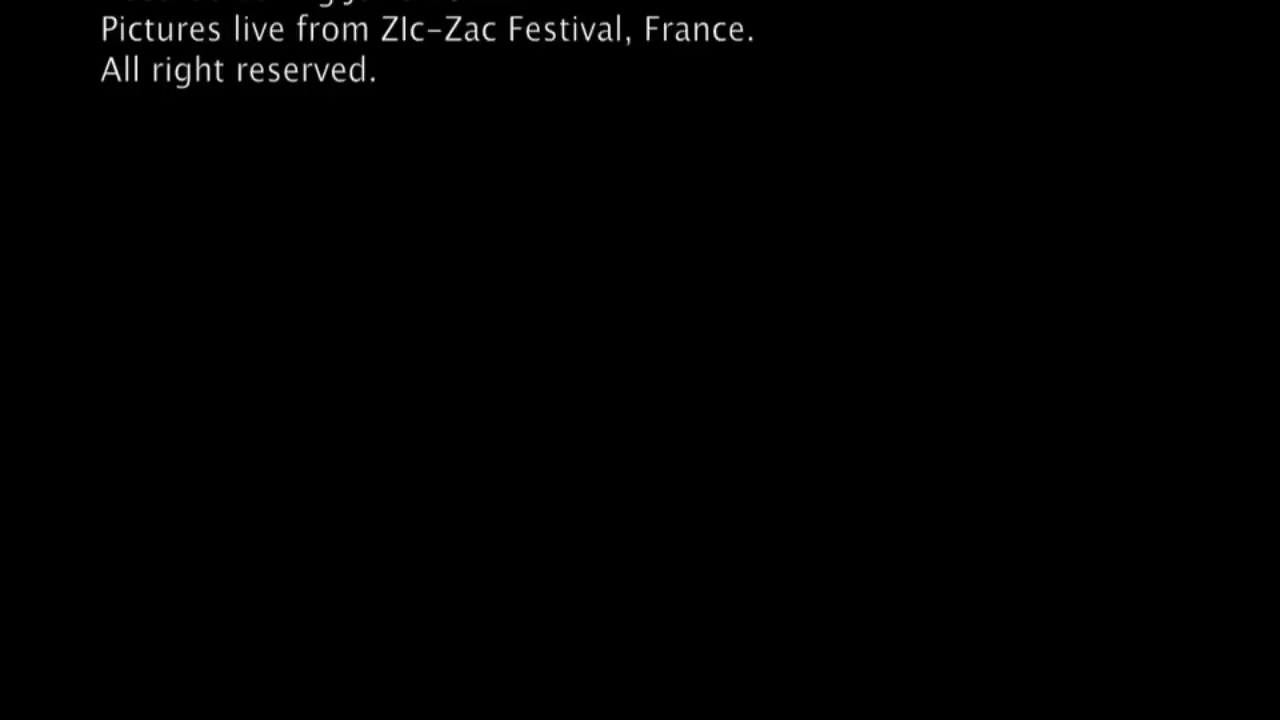 Pictures live from ZIc-Zac Festival, France.
All right reserved.